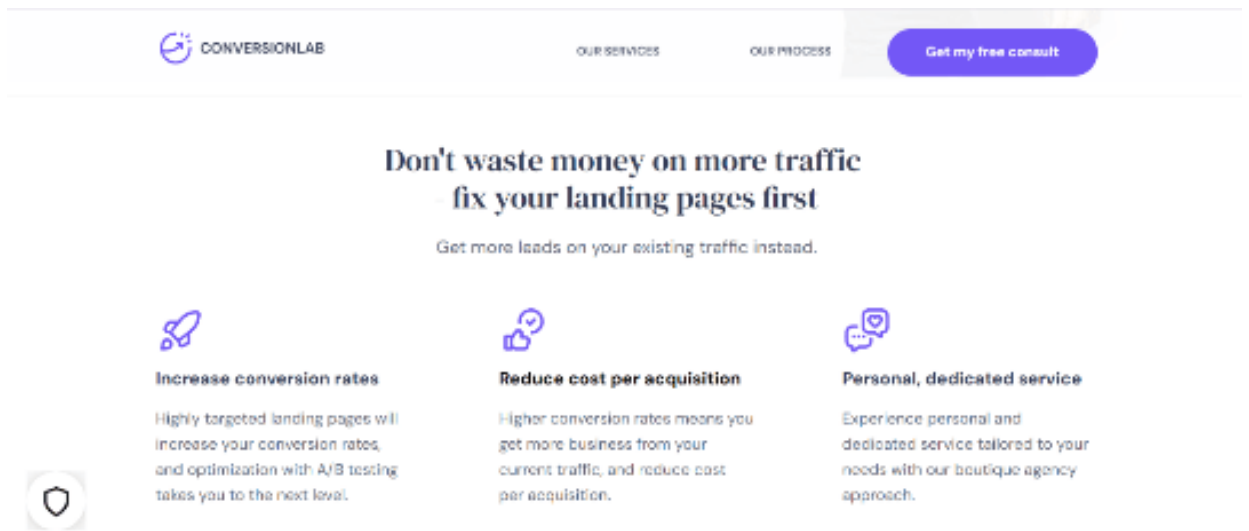 CONVERSIONLAB
OUR SERVICES
OUR PROCESS
Get my free consult
Don't waste money on more traffic
- fix your landing pages first
Get more leads on your existing traffic instead.
Increase conversion rates
Highly targeted landing pages will
increase your conversion rates,
and optimization with A/B testing
takes you to the next level.
Reduce cost per acquisition
Higher conversion rates means you
get more business from your
current traffic, and reduce cost
per acquisition.
Personal, dedicated service
Experience personal and
dedicated service tailored to your
needs with our boutique agency
approach.